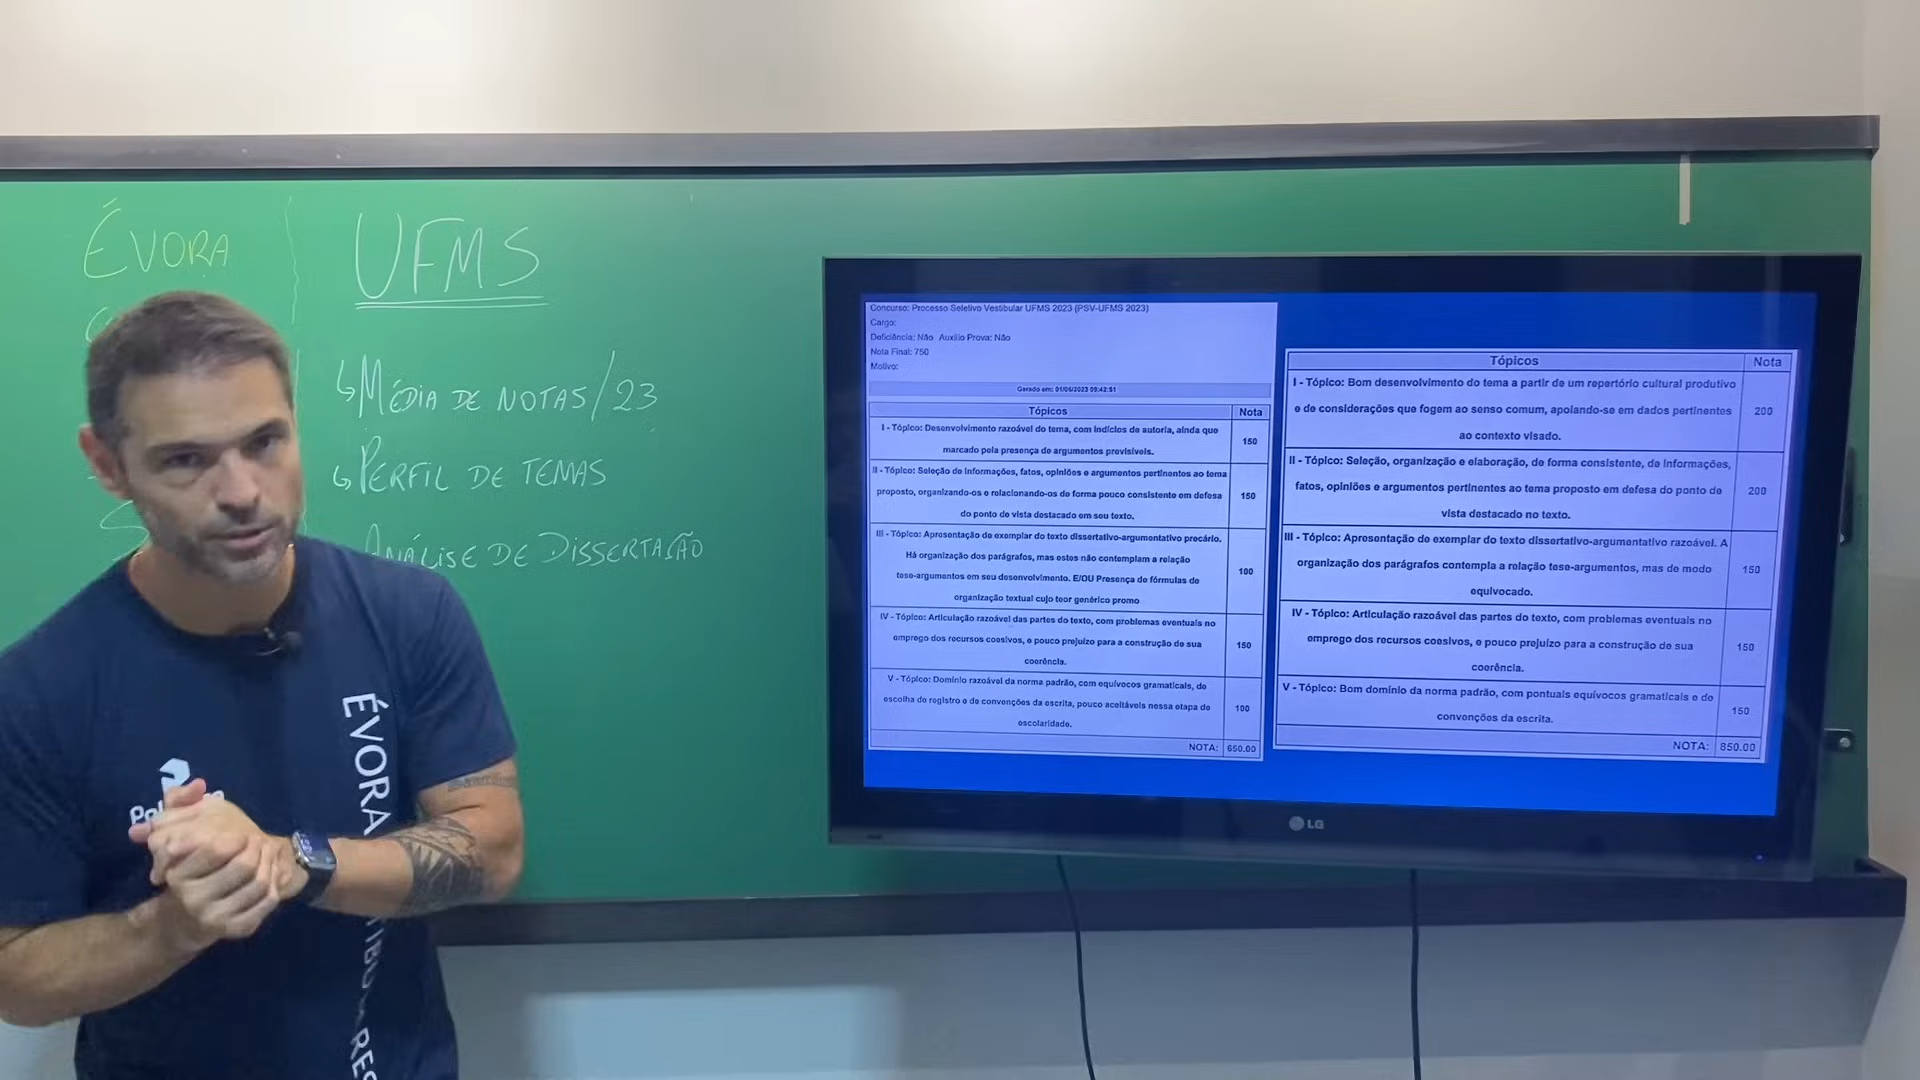 ÉVORA
UFMS
↳ MÉDIA DE NOTAS/23
↳ PERFIL DE TEMAS
ANÁLISE DE DISSERTAÇÃO
Concurso: Processo Seletivo Vestibular UFMS 2023 (PSV-UFMS 2023)
Cargo:
Deficiência: Não Auxílio Prova: Não
Nota Final: 750
Motivo:
Gerado em: 01/06/2023 09:42:51
Tópicos Nota
I - Tópico: Desenvolvimento razoável do tema, com indícios de autoria, ainda que
marcado pela presença de argumentos previsíveis.
150
II - Tópico: Seleção de informações, fatos, opiniões e argumentos pertinentes ao tema
proposto, organizando-os e relacionando-os de forma pouco consistente em defesa
do ponto de vista destacado em seu texto.
150
III - Tópico: Apresentação de exemplar do texto dissertativo-argumentativo precário.
Há organização dos parágrafos, mas estes não contemplam a relação
tese-argumentos em seu desenvolvimento. E/OU Presença de fórmulas de
organização textual cujo teor genérico promo
100
IV - Tópico: Articulação razoável das partes do texto, com problemas eventuais no
emprego dos recursos coesivos, e pouco prejuízo para a construção de sua
coerência.
150
V - Tópico: Domínio razoável da norma padrão, com equívocos gramaticais, de
escolha de registro e de convenções da escrita, pouco aceitáveis nessa etapa de
escolaridade.
100
NOTA: 650.00
Tópicos Nota
I - Tópico: Bom desenvolvimento do tema a partir de um repertório cultural produtivo
e de considerações que fogem ao senso comum, apoiando-se em dados pertinentes
ao contexto visado.
200
II - Tópico: Seleção, organização e elaboração, de forma consistente, de informações,
fatos, opiniões e argumentos pertinentes ao tema proposto em defesa do ponto de
vista destacado no texto.
200
III - Tópico: Apresentação de exemplar do texto dissertativo-argumentativo razoável. A
organização dos parágrafos contempla a relação tese-argumentos, mas de modo
equivocado.
150
IV - Tópico: Articulação razoável das partes do texto, com problemas eventuais no
emprego dos recursos coesivos, e pouco prejuízo para a construção de sua
coerência.
150
V - Tópico: Bom domínio da norma padrão, com pontuais equívocos gramaticais e de
convenções da escrita.
150
NOTA: 850.00
LG
ÉVORA